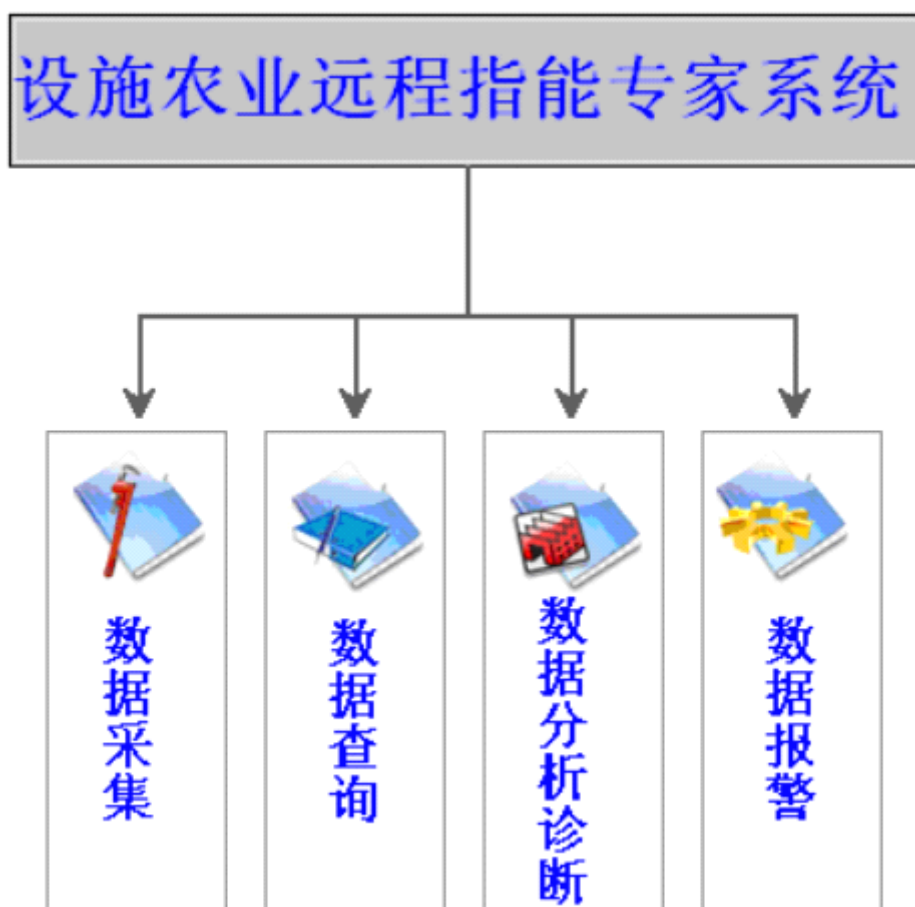 设施农业远程指能专家系统
数据采集
数据查询
数据分析诊断
数据报警